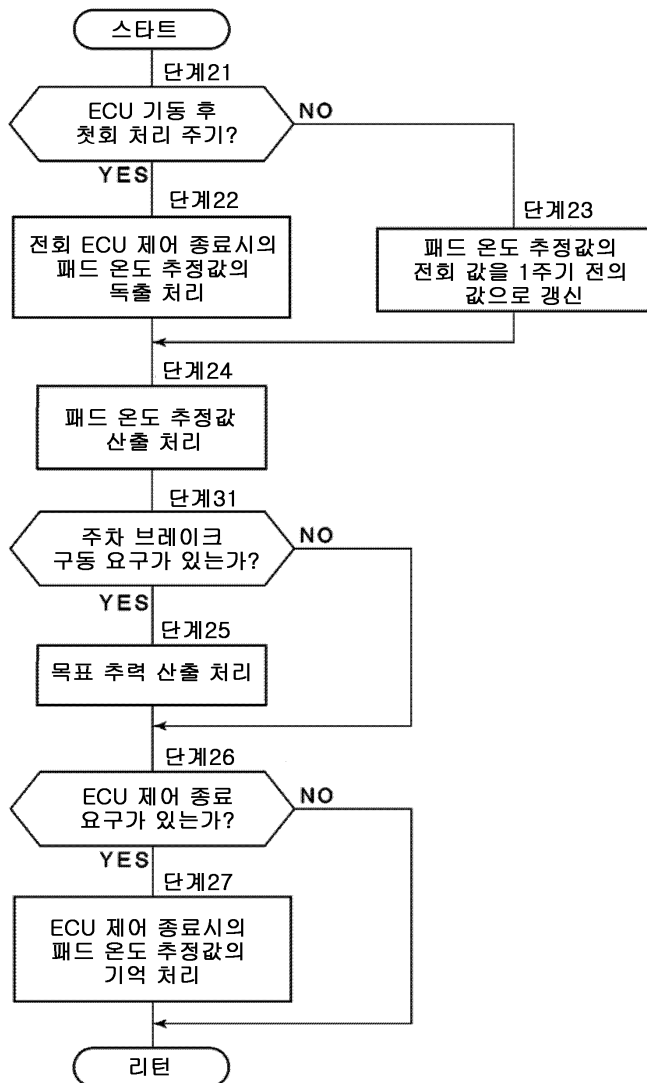 스타트
단계21
ECU 기동 후
첫회 처리 주기?
NO
YES
단계22
전회 ECU 제어 종료시의
패드 온도 추정값의
독출 처리
단계23
패드 온도 추정값의
전회 값을 1주기 전의
값으로 갱신
단계24
패드 온도 추정값
산출 처리
단계31
주차 브레이크
구동 요구가 있는가?
NO
YES
단계25
목표 추력 산출 처리
단계26
ECU 제어 종료
요구가 있는가?
NO
YES
단계27
ECU 제어 종료시의
패드 온도 추정값의
기억 처리
리턴